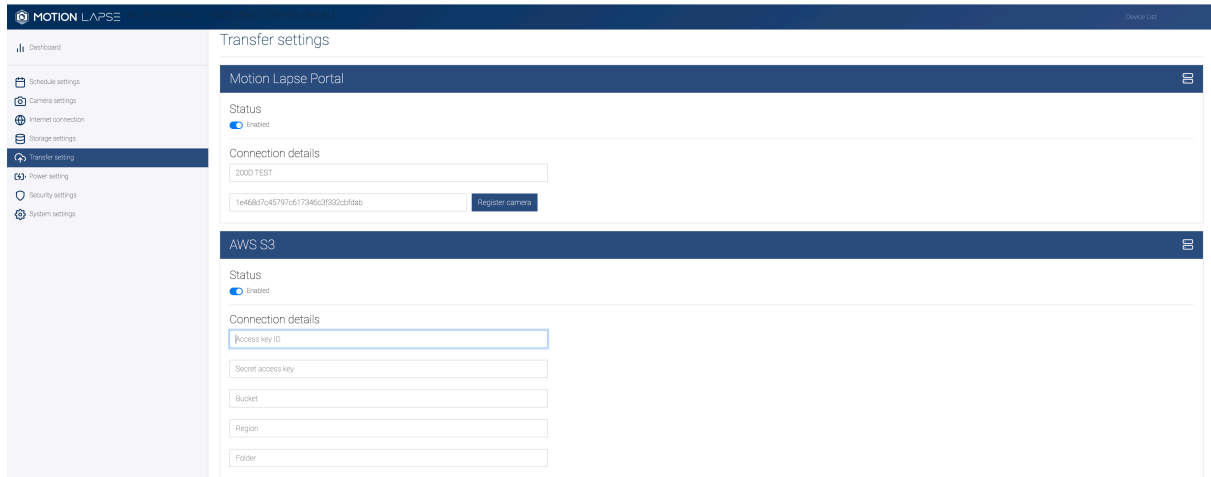 MOTION LAPSE
Device List
Dashboard
Schedule settings
Camera settings
Internet connection
Storage settings
Transfer setting
Power setting
Security settings
System settings
Transfer settings
Motion Lapse Portal
Status
Enabled
Connection details
200D TEST
1e468d7c45797c617346c3f332cbfdab
Register camera
AWS S3
Status
Enabled
Connection details
Access key ID
Secret access key
Bucket
Region
Folder